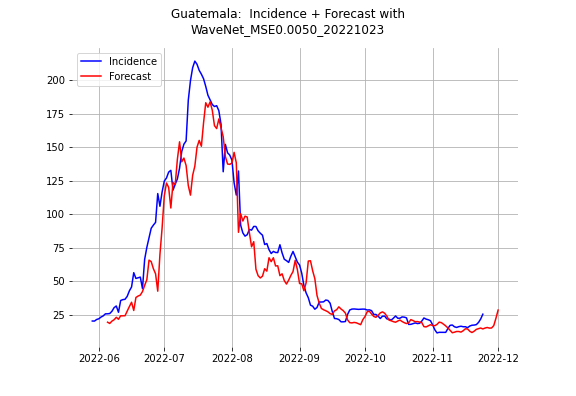 Guatemala:  Incidence + Forecast with
WaveNet_MSE0.0050_20221023
Incidence
Forecast
200
175
150
125
100
75
50
25
2022-06 2022-07 2022-08 2022-09 2022-10 2022-11 2022-12